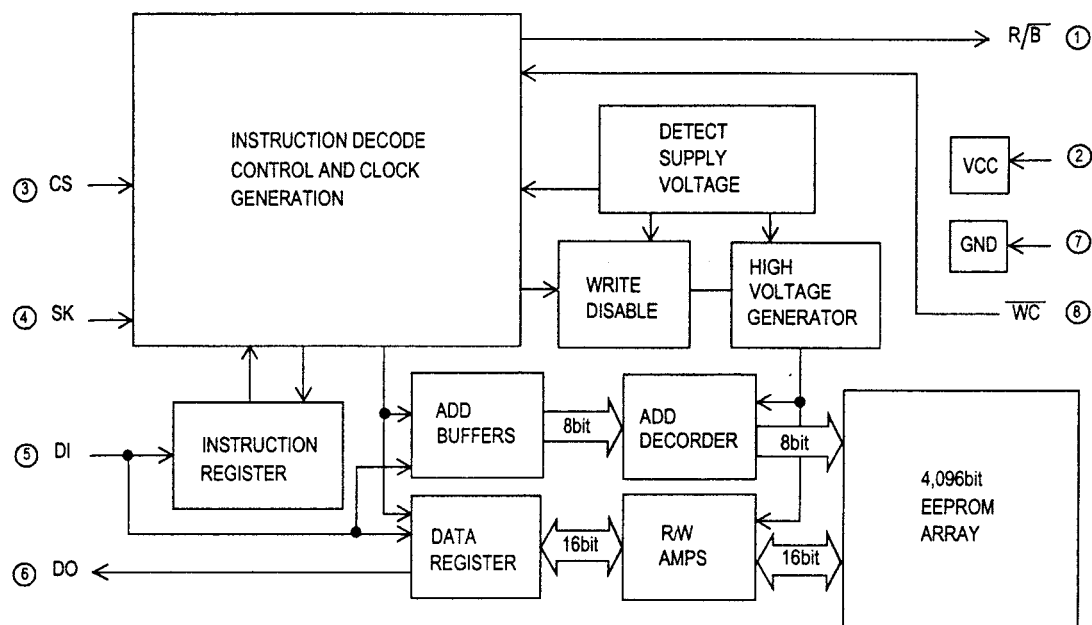 R/B̅ ①
INSTRUCTION DECODE
CONTROL AND CLOCK
GENERATION
DETECT
SUPPLY
VOLTAGE
VCC ②
③ CS
GND ⑦
WRITE
DISABLE
HIGH
VOLTAGE
GENERATOR
④ SK
W̅C̅ ⑧
ADD
BUFFERS
8bit
ADD
DECORDER
8bit
⑤ DI
INSTRUCTION
REGISTER
4,096bit
EEPROM
ARRAY
DATA
REGISTER
16bit
R/W
AMPS
16bit
⑥ DO